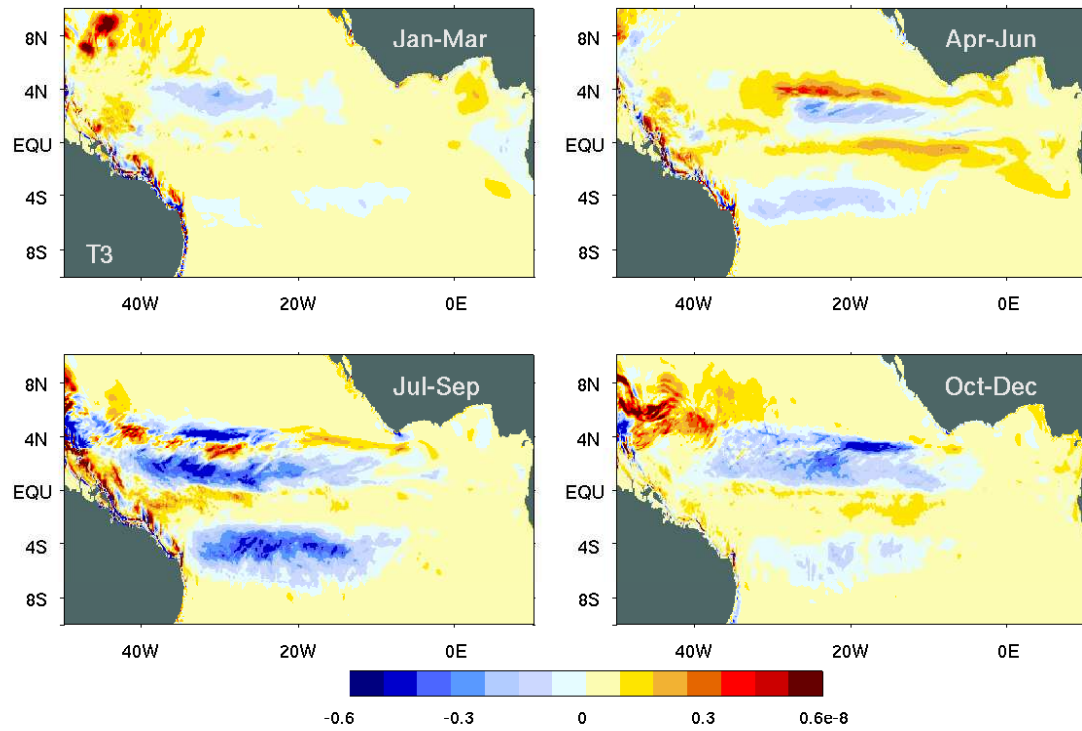 8N
4N
EQU
4S
8S
Jan-Mar
T3
40W 20W 0E
8N
4N
EQU
4S
8S
Apr-Jun
40W 20W 0E
8N
4N
EQU
4S
8S
Jul-Sep
40W 20W 0E
8N
4N
EQU
4S
8S
Oct-Dec
40W 20W 0E
-0.6 -0.3 0 0.3 0.6e-8